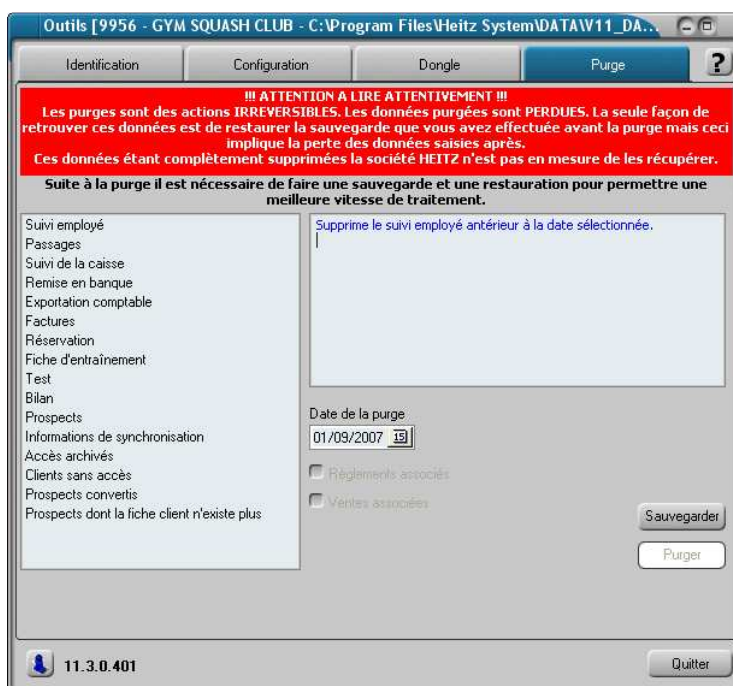 Outils [9956 - GYM SQUASH CLUB - C:\Program Files\Heitz System\DATA\V11_DA...
Identification
Configuration
Dongle
Purge
?
!!! ATTENTION A LIRE ATTENTIVEMENT !!!
Les purges sont des actions IRREVERSIBLES. Les données purgées sont PERDUES. La seule façon de
retrouver ces données est de restaurer la sauvegarde que vous avez effectuée avant la purge mais ceci
implique la perte des données saisies après.
Ces données étant complètement supprimées la société HEITZ n'est pas en mesure de les récupérer.
Suite à la purge il est nécessaire de faire une sauvegarde et une restauration pour permettre une
meilleure vitesse de traitement.
Suivi employé
Passages
Suivi de la caisse
Remise en banque
Exportation comptable
Factures
Réservation
Fiche d'entraînement
Test
Bilan
Prospects
Informations de synchronisation
Accès archivés
Clients sans accès
Prospects convertis
Prospects dont la fiche client n'existe plus
Supprime le suivi employé antérieur à la date sélectionnée.
Date de la purge
01/09/2007 15
Règlements associés
Ventes associées
Sauvegarder
Purger
11.3.0.401
Quitter